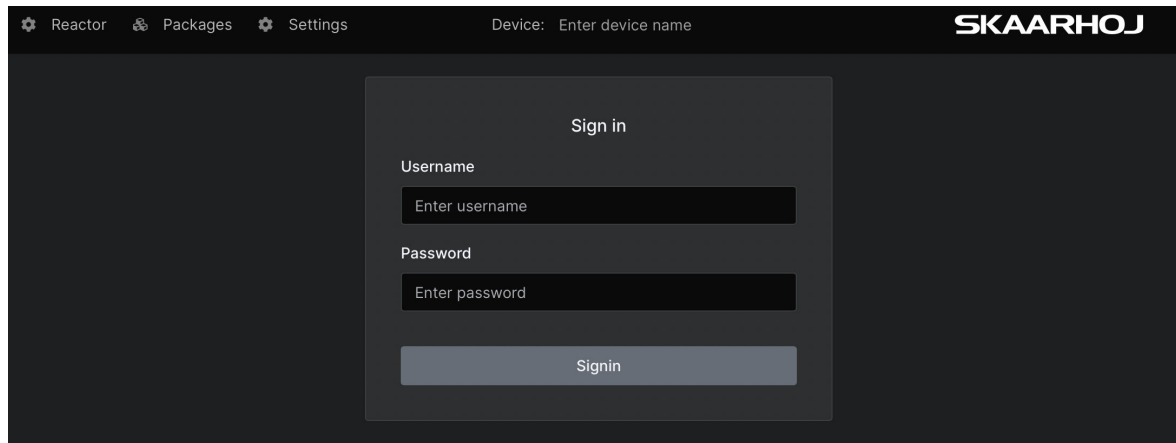 Reactor Packages Settings Device: Enter device name SKAARHOJ
Sign in
Username
Enter username
Password
Enter password
Signin